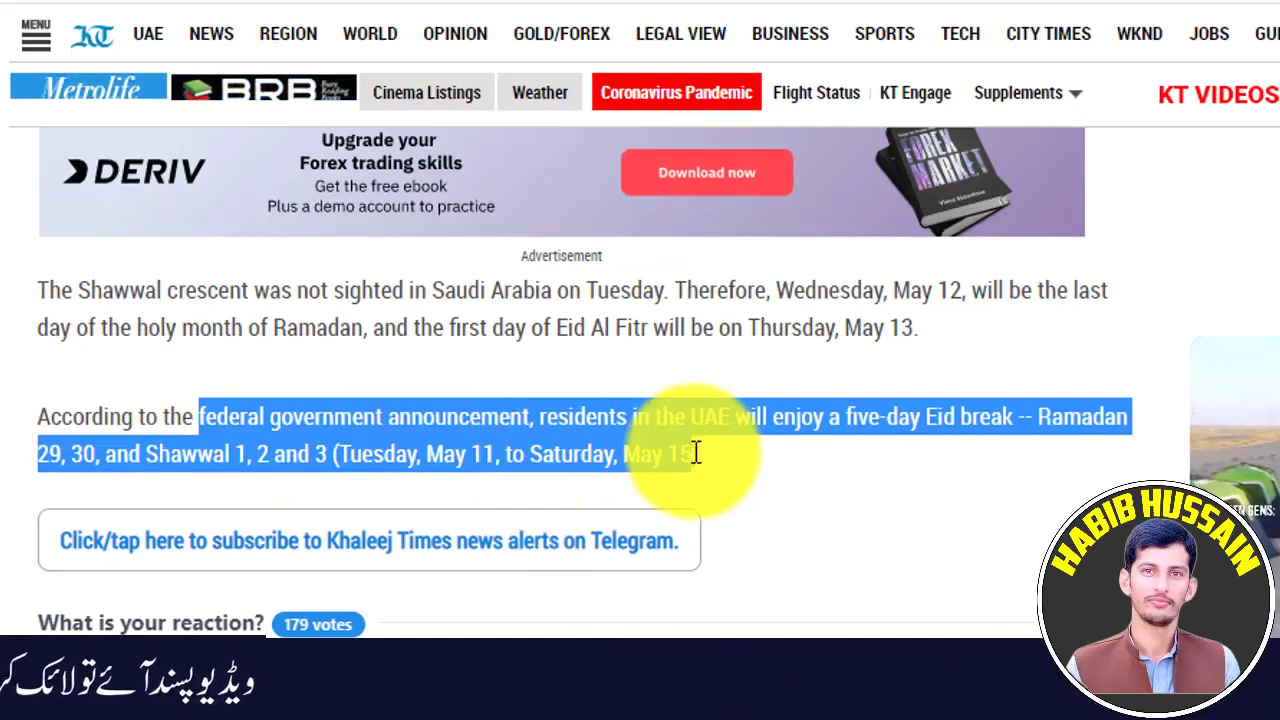 MENU
KT UAE NEWS REGION WORLD OPINION GOLD/FOREX LEGAL VIEW BUSINESS SPORTS TECH CITY TIMES WKND JOBS
Metrolife BRB Cinema Listings Weather Coronavirus Pandemic Flight Status KT Engage Supplements KT VIDEOS
DERIV
Upgrade your
Forex trading skills
Get the free ebook
Plus a demo account to practice
Download now
FOREX
MARKET
Advertisement
The Shawwal crescent was not sighted in Saudi Arabia on Tuesday. Therefore, Wednesday, May 12, will be the last
day of the holy month of Ramadan, and the first day of Eid Al Fitr will be on Thursday, May 13.
According to the federal government announcement, residents in the UAE will enjoy a five-day Eid break -- Ramadan
29, 30, and Shawwal 1, 2 and 3 (Tuesday, May 11, to Saturday, May 15
Click/tap here to subscribe to Khaleej Times news alerts on Telegram.
What is your reaction? 179 votes
GENS:
HABIB HUSSAIN
ویڈیو پسند آئے تو لائک